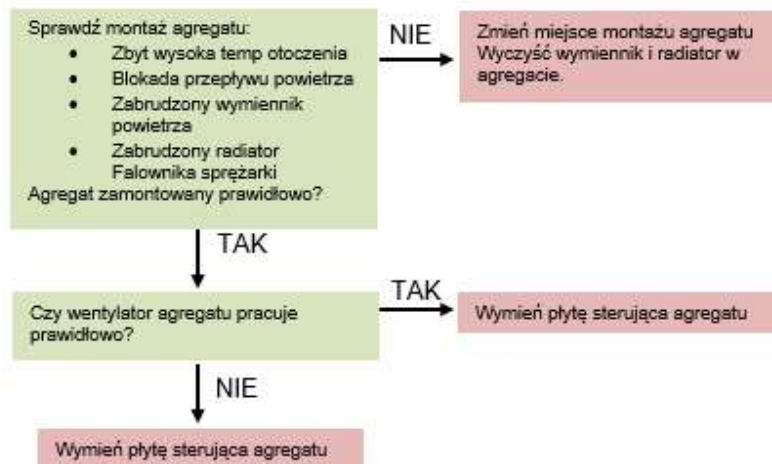 Sprawdź montaż agregatu:
• Zbyt wysoka temp otoczenia
• Blokada przepływu powietrza
• Zabrudzony wymiennik
powietrza
• Zabrudzony radiator
Falownika sprężarki
Agregat zamontowany prawidłowo?
NIE
Zmień miejsce montażu agregatu
Wyczyść wymiennik i radiator w
agregacie.
TAK
Czy wentylator agregatu pracuje
prawidłowo?
TAK
Wymień płytę sterująca agregatu
NIE
Wymień płytę sterująca agregatu